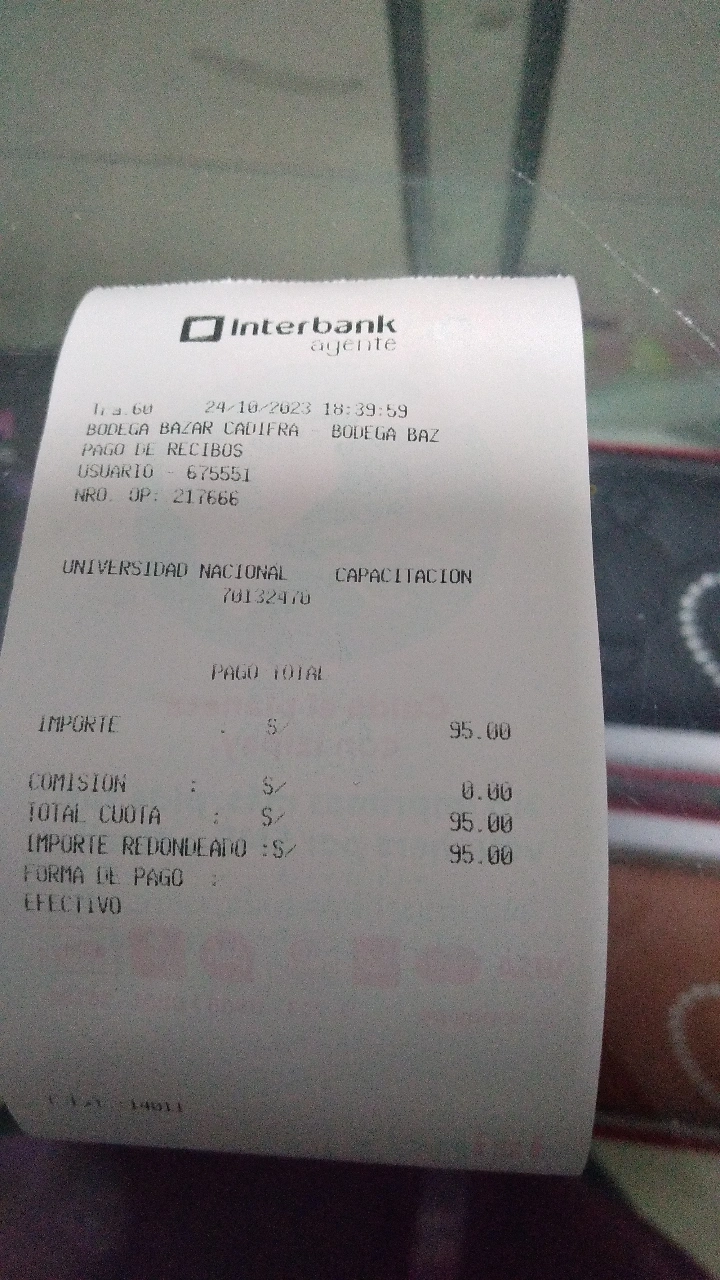 Interbank
agente
Tra.60 24/10/2023 18:39:59
BODEGA BAZAR CADIFRA - BODEGA BAZ
PAGO DE RECIBOS
USUARIO - 675551
NRO. OP: 217666
UNIVERSIDAD NACIONAL CAPACITACION
70132470
PAGO TOTAL
IMPORTE : S/ 95.00
COMISION : S/ 0.00
TOTAL CUOTA : S/ 95.00
IMPORTE REDONDEADO :S/ 95.00
FORMA DE PAGO :
EFECTIVO